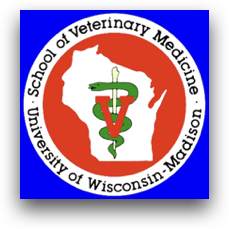 · School of Veterinary Medicine ·
University of Wisconsin-Madison
V